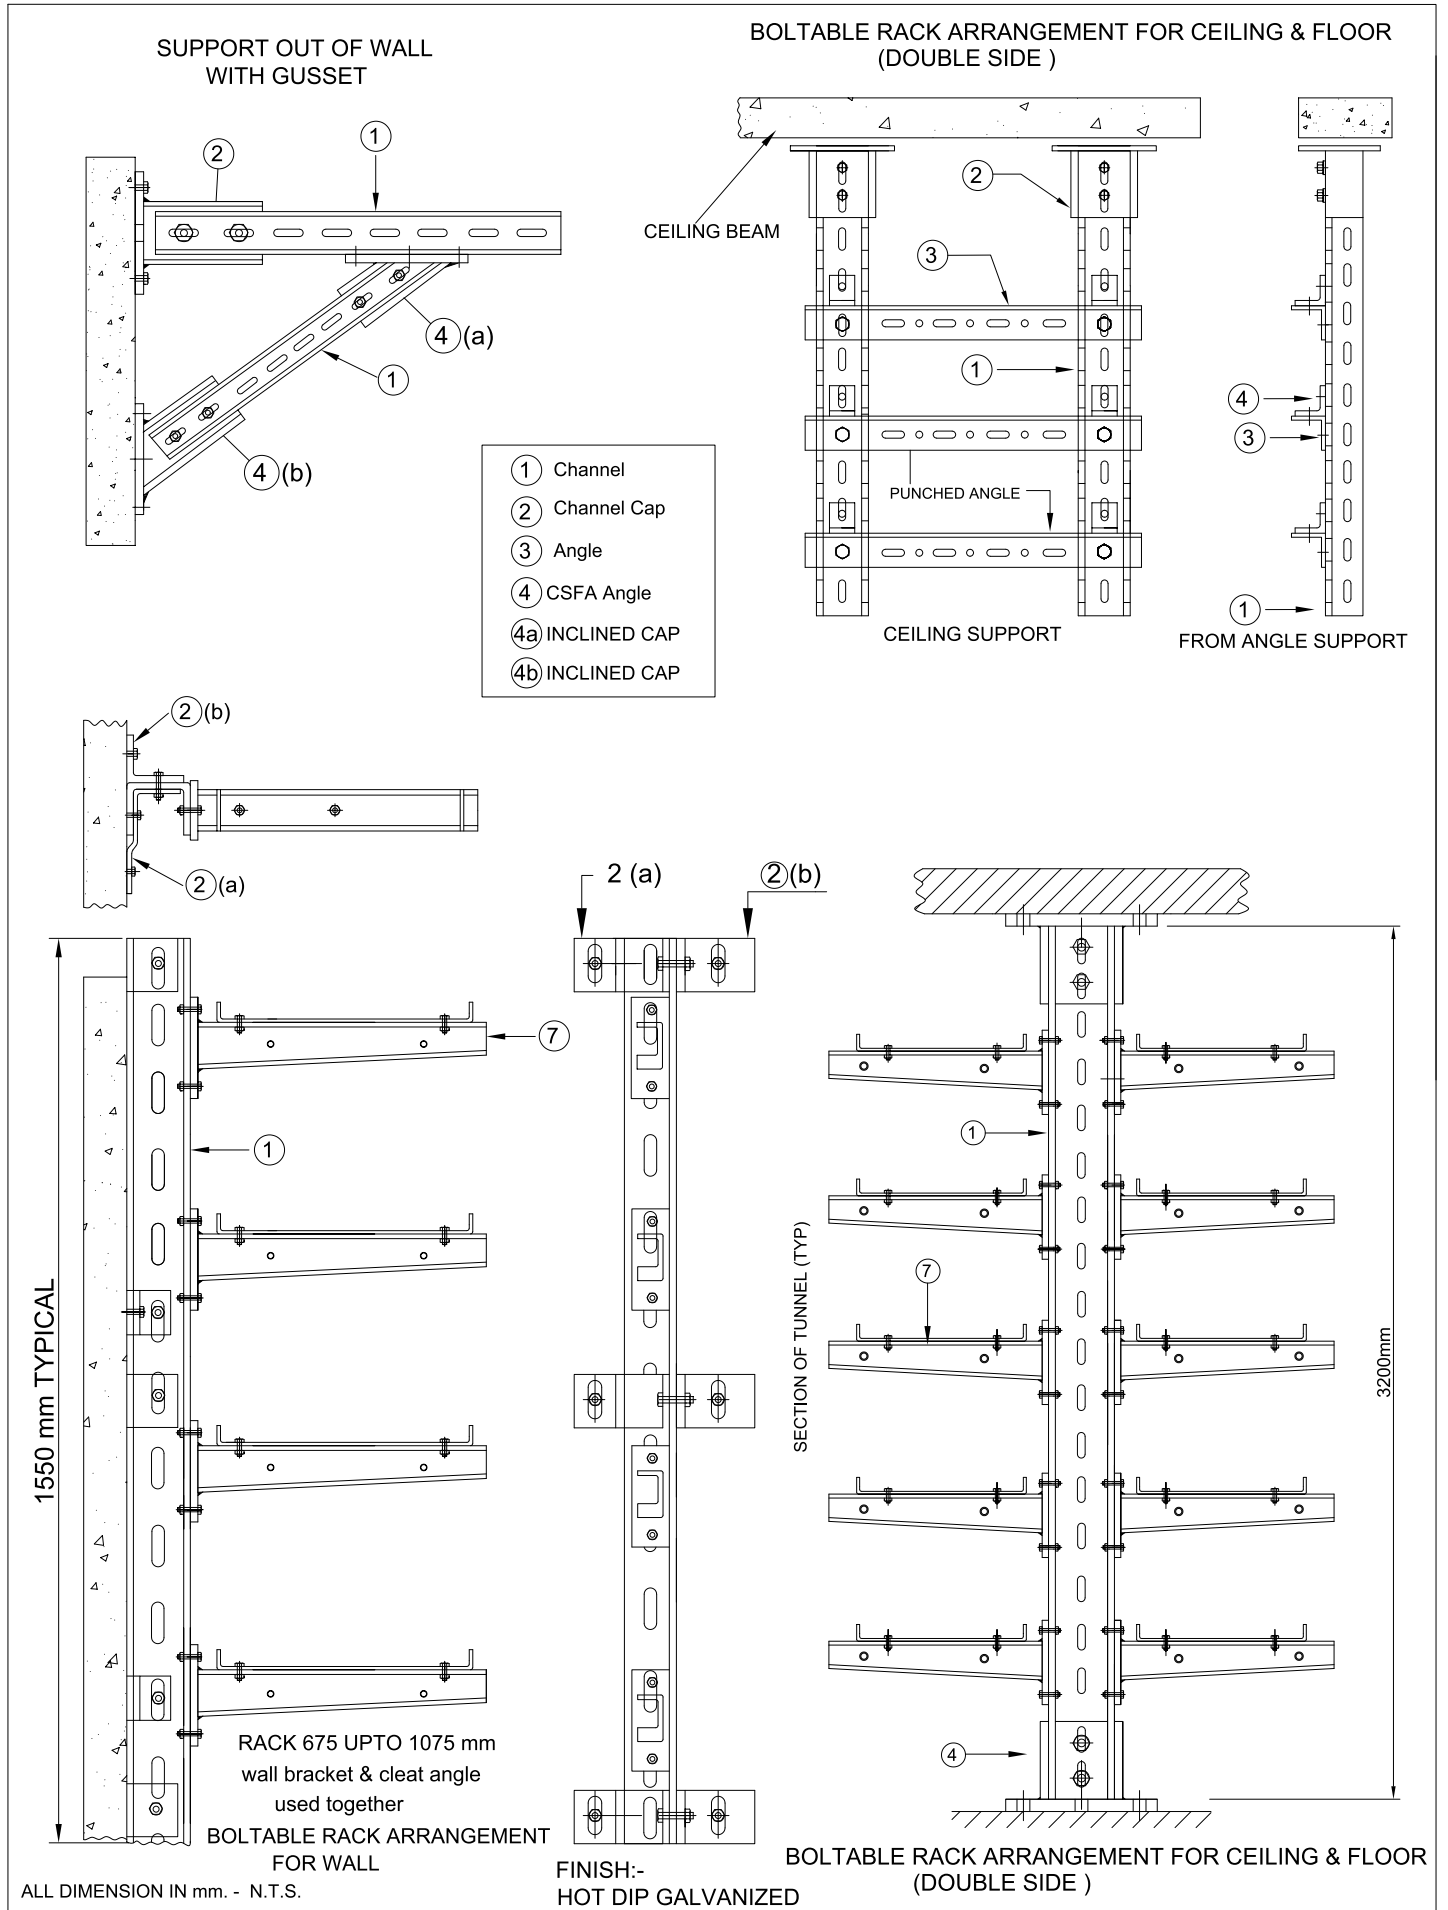 SUPPORT OUT OF WALL
WITH GUSSET
BOLTABLE RACK ARRANGEMENT FOR CEILING & FLOOR
(DOUBLE SIDE )
1
2
4 (a)
1
4 (b)
CEILING BEAM
2
3
1
PUNCHED ANGLE
CEILING SUPPORT
4
3
1
FROM ANGLE SUPPORT
1 Channel
2 Channel Cap
3 Angle
4 CSFA Angle
4a INCLINED CAP
4b INCLINED CAP
2 (b)
2 (a)
1550 mm TYPICAL
7
1
RACK 675 UPTO 1075 mm
wall bracket & cleat angle
used together
BOLTABLE RACK ARRANGEMENT
FOR WALL
ALL DIMENSION IN mm. - N.T.S.
2 (a)
2 (b)
FINISH:-
HOT DIP GALVANIZED
SECTION OF TUNNEL (TYP)
1
7
4
3200mm
BOLTABLE RACK ARRANGEMENT FOR CEILING & FLOOR
(DOUBLE SIDE )